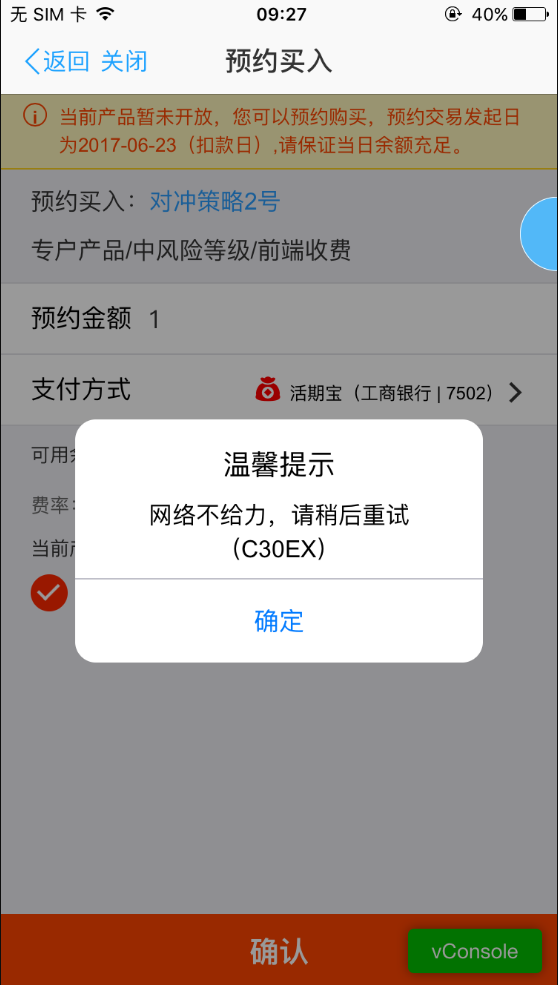 无 SIM 卡 09:27 40%
返回 关闭 预约买入
当前产品暂未开放，您可以预约购买，预约交易发起日
为2017-06-23（扣款日）,请保证当日余额充足。
预约买入：对冲策略2号
专户产品/中风险等级/前端收费
预约金额 1
支付方式 活期宝（工商银行 | 7502）
可用
费率：
当前
温馨提示
网络不给力，请稍后重试
（C30EX）
确定
确认
vConsole